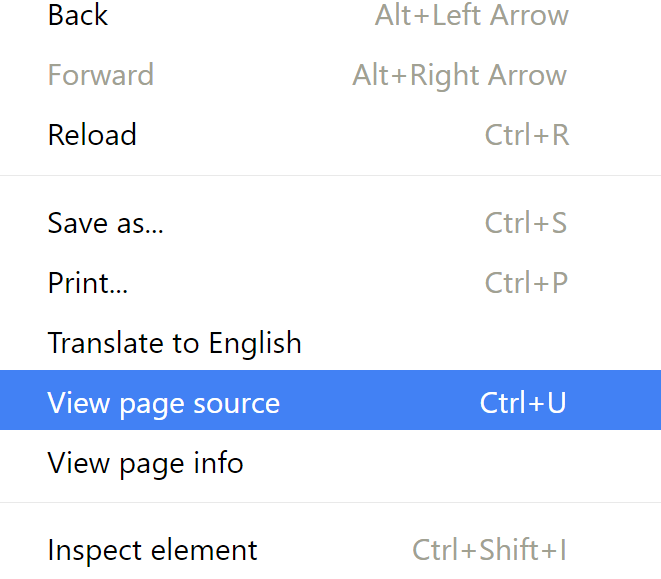 Back Alt+Left Arrow
Forward Alt+Right Arrow
Reload Ctrl+R
Save as... Ctrl+S
Print... Ctrl+P
Translate to English
View page source Ctrl+U
View page info
Inspect element Ctrl+Shift+I